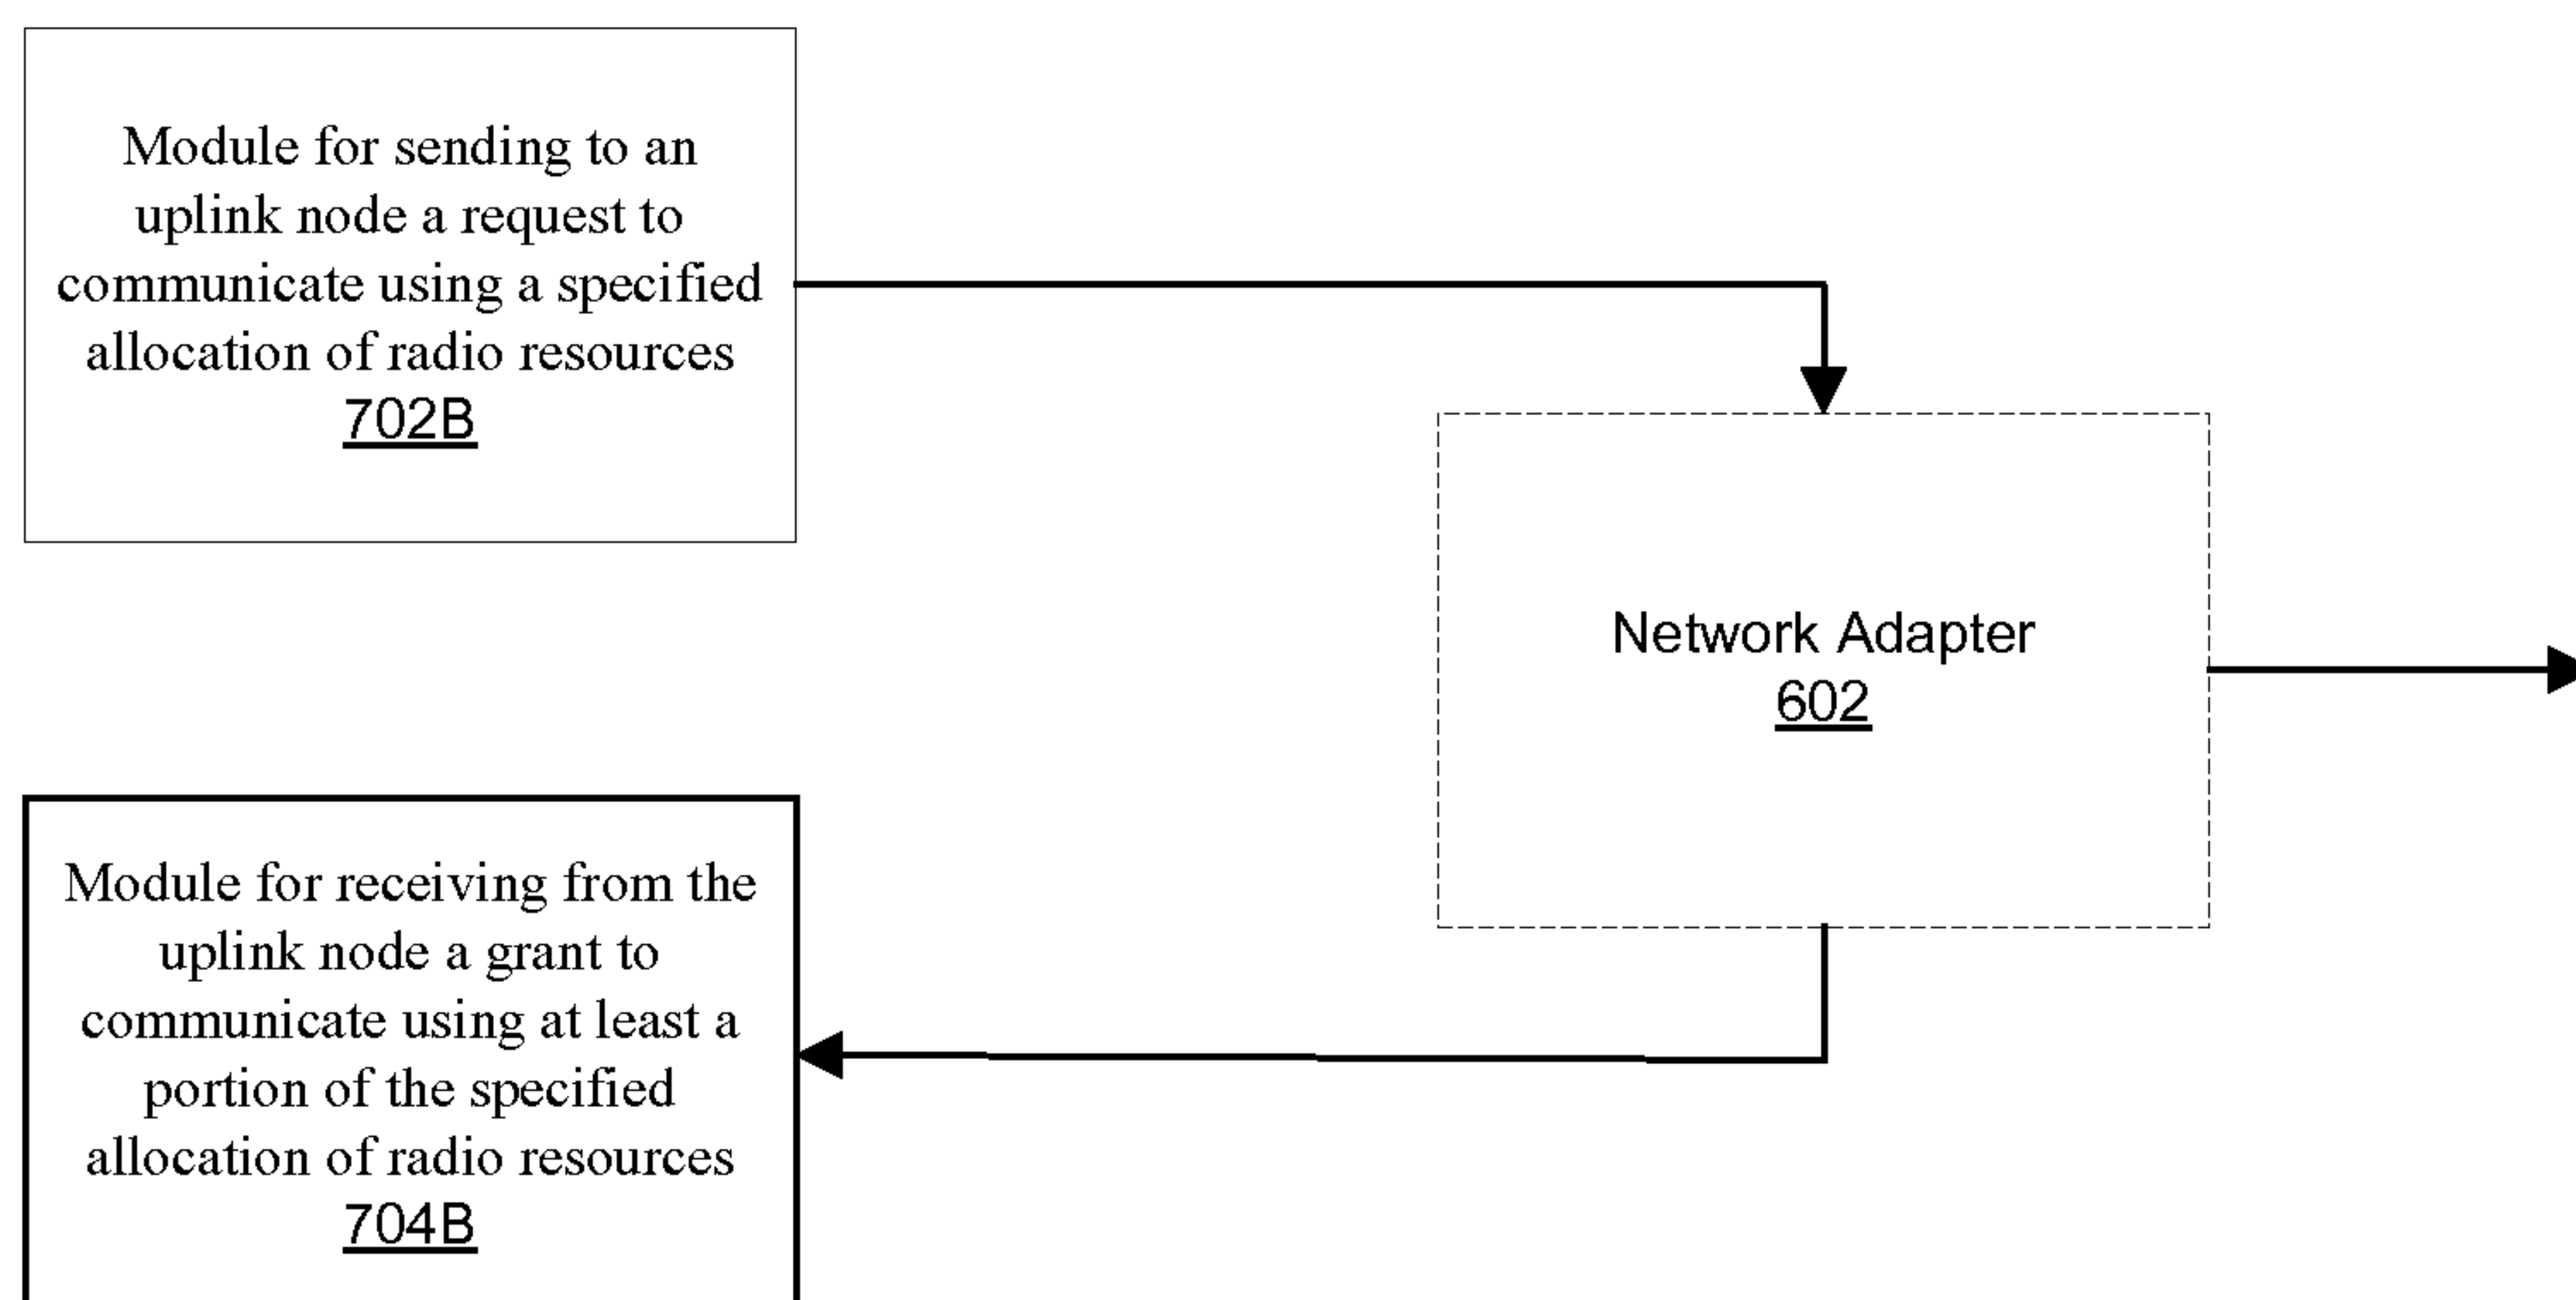 Module for sending to an
uplink node a request to
communicate using a specified
allocation of radio resources
702B
Network Adapter
602
Module for receiving from the
uplink node a grant to
communicate using at least a
portion of the specified
allocation of radio resources
704B